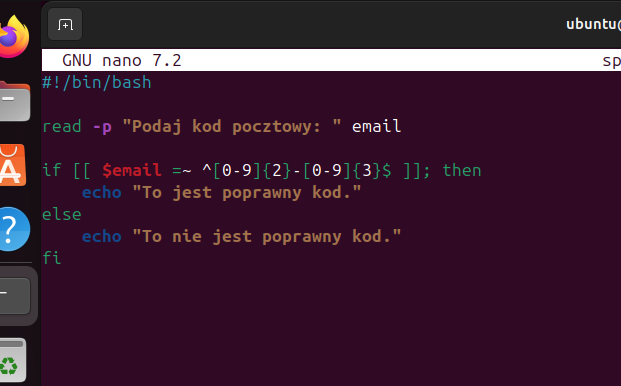 ubuntu@
GNU nano 7.2 sp
#!/bin/bash
read -p "Podaj kod pocztowy: " email
if [[ $email =~ ^[0-9]{2}-[0-9]{3}$ ]]; then
echo "To jest poprawny kod."
else
echo "To nie jest poprawny kod."
fi